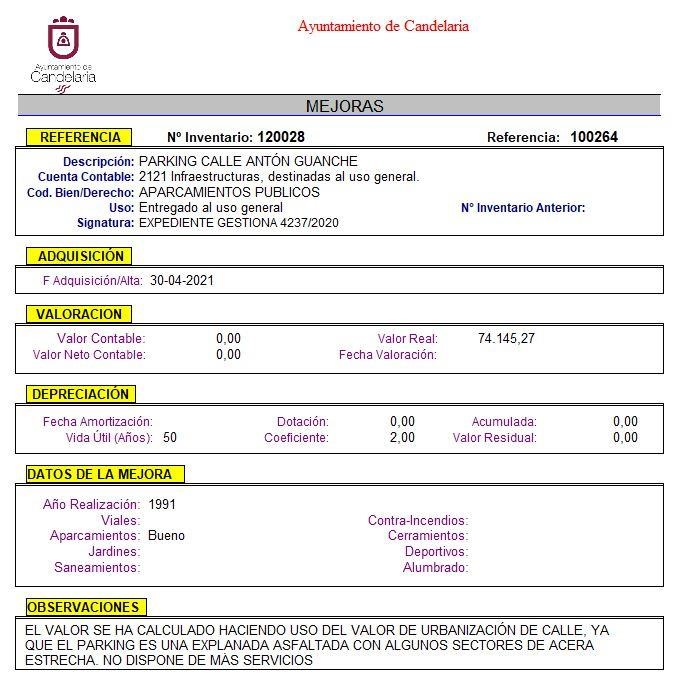 Ayuntamiento de Candelaria
Ayuntamiento de
Candelaria
MEJORAS
REFERENCIA Nº Inventario: 120028 Referencia: 100264
Descripción: PARKING CALLE ANTÓN GUANCHE
Cuenta Contable: 2121 Infraestructuras, destinadas al uso general.
Cod. Bien/Derecho: APARCAMIENTOS PUBLICOS
Uso: Entregado al uso general Nº Inventario Anterior:
Signatura: EXPEDIENTE GESTIONA 4237/2020
ADQUISICIÓN
F Adquisición/Alta: 30-04-2021
VALORACION
Valor Contable: 0,00 Valor Real: 74.145,27
Valor Neto Contable: 0,00 Fecha Valoración:
DEPRECIACIÓN
Fecha Amortización: Dotación: 0,00 Acumulada: 0,00
Vida Útil (Años): 50 Coeficiente: 2,00 Valor Residual: 0,00
DATOS DE LA MEJORA
Año Realización: 1991
Viales: Contra-Incendios:
Aparcamientos: Bueno Cerramientos:
Jardines: Deportivos:
Saneamientos: Alumbrado:
OBSERVACIONES
EL VALOR SE HA CALCULADO HACIENDO USO DEL VALOR DE URBANIZACIÓN DE CALLE, YA
QUE EL PARKING ES UNA EXPLANADA ASFALTADA CON ALGUNOS SECTORES DE ACERA
ESTRECHA. NO DISPONE DE MÁS SERVICIOS